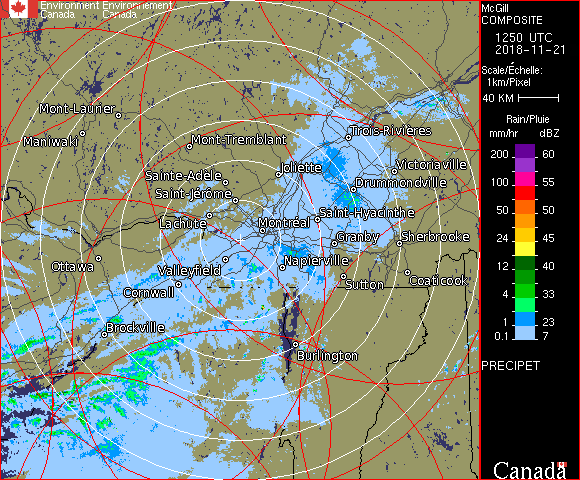 Environment Environnement
Canada Canada
McGill
COMPOSITE
1250 UTC
2018-11-21
Scale/Échelle:
1km/Pixel
40 KM
Rain/Pluie
mm/hr dBZ
200 60
100 55
50 50
24 45
12 40
4 33
1 23
0.1 7
PRECIPET
Canada
Mont-Laurier
Maniwaki
Mont-Tremblant
Trois-Rivières
Sainte-Adèle
Joliette
Victoriaville
Saint-Jérôme
Drummondville
Lachute
Montréal
Saint-Hyacinthe
Granby
Sherbrooke
Ottawa
Valleyfield
Napierville
Cornwall
Sutton
Coaticook
Brockville
Burlington